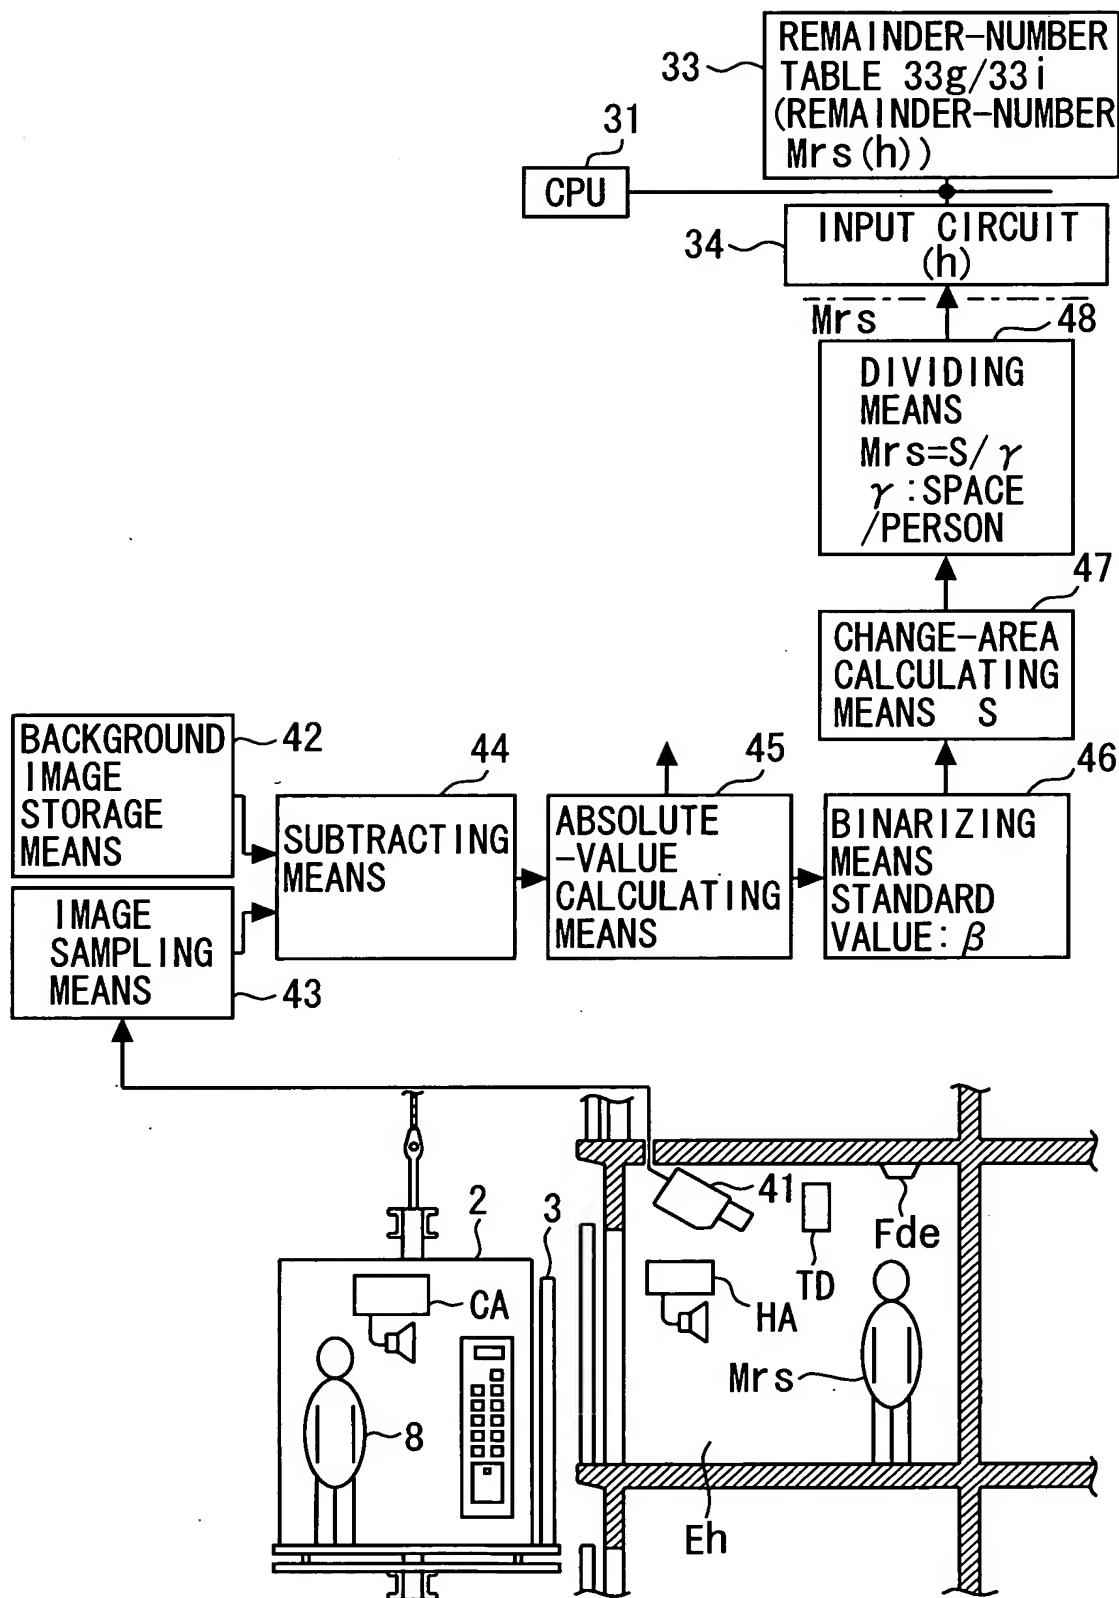 REMAINDER-NUMBER
TABLE 33g/33i
(REMAINDER-NUMBER
Mrs(h))
33
31
CPU
INPUT CIRCUIT
(h)
34
Mrs
48
DIVIDING
MEANS
Mrs=S/γ
γ:SPACE
/PERSON
47
CHANGE-AREA
CALCULATING
MEANS S
BACKGROUND
IMAGE
STORAGE
MEANS
42
IMAGE
SAMPLING
MEANS
43
44
SUBTRACTING
MEANS
45
ABSOLUTE
-VALUE
CALCULATING
MEANS
46
BINARIZING
MEANS
STANDARD
VALUE:β
2
3
CA
8
41
TD
Fde
HA
Mrs
Eh